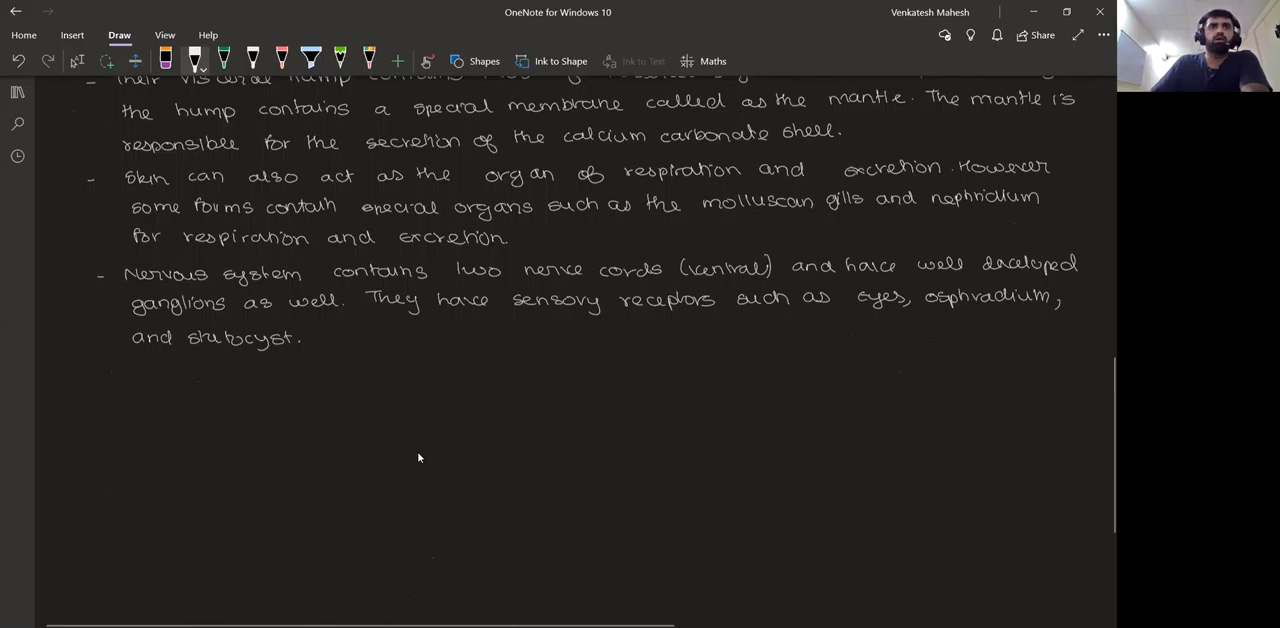 OneNote for Windows 10
Venkatesh Mahesh
Home Insert Draw View Help
Share
Shapes Ink to Shape Ink to Text Maths
- Their visceral hump
the hump contains a special membrane called as the mantle. The mantle is
responsible for the secretion of the calcium carbonate shell.
- Skin can also act as the organ of respiration and excretion. However
some forms contain special organs such as the molluscan gills and nephridium
for respiration and excretion.
- Nervous system contains two nerve cords (ventral) and have well developed
ganglions as well. They have sensory receptors such as eyes, osphradium,
and statocyst.